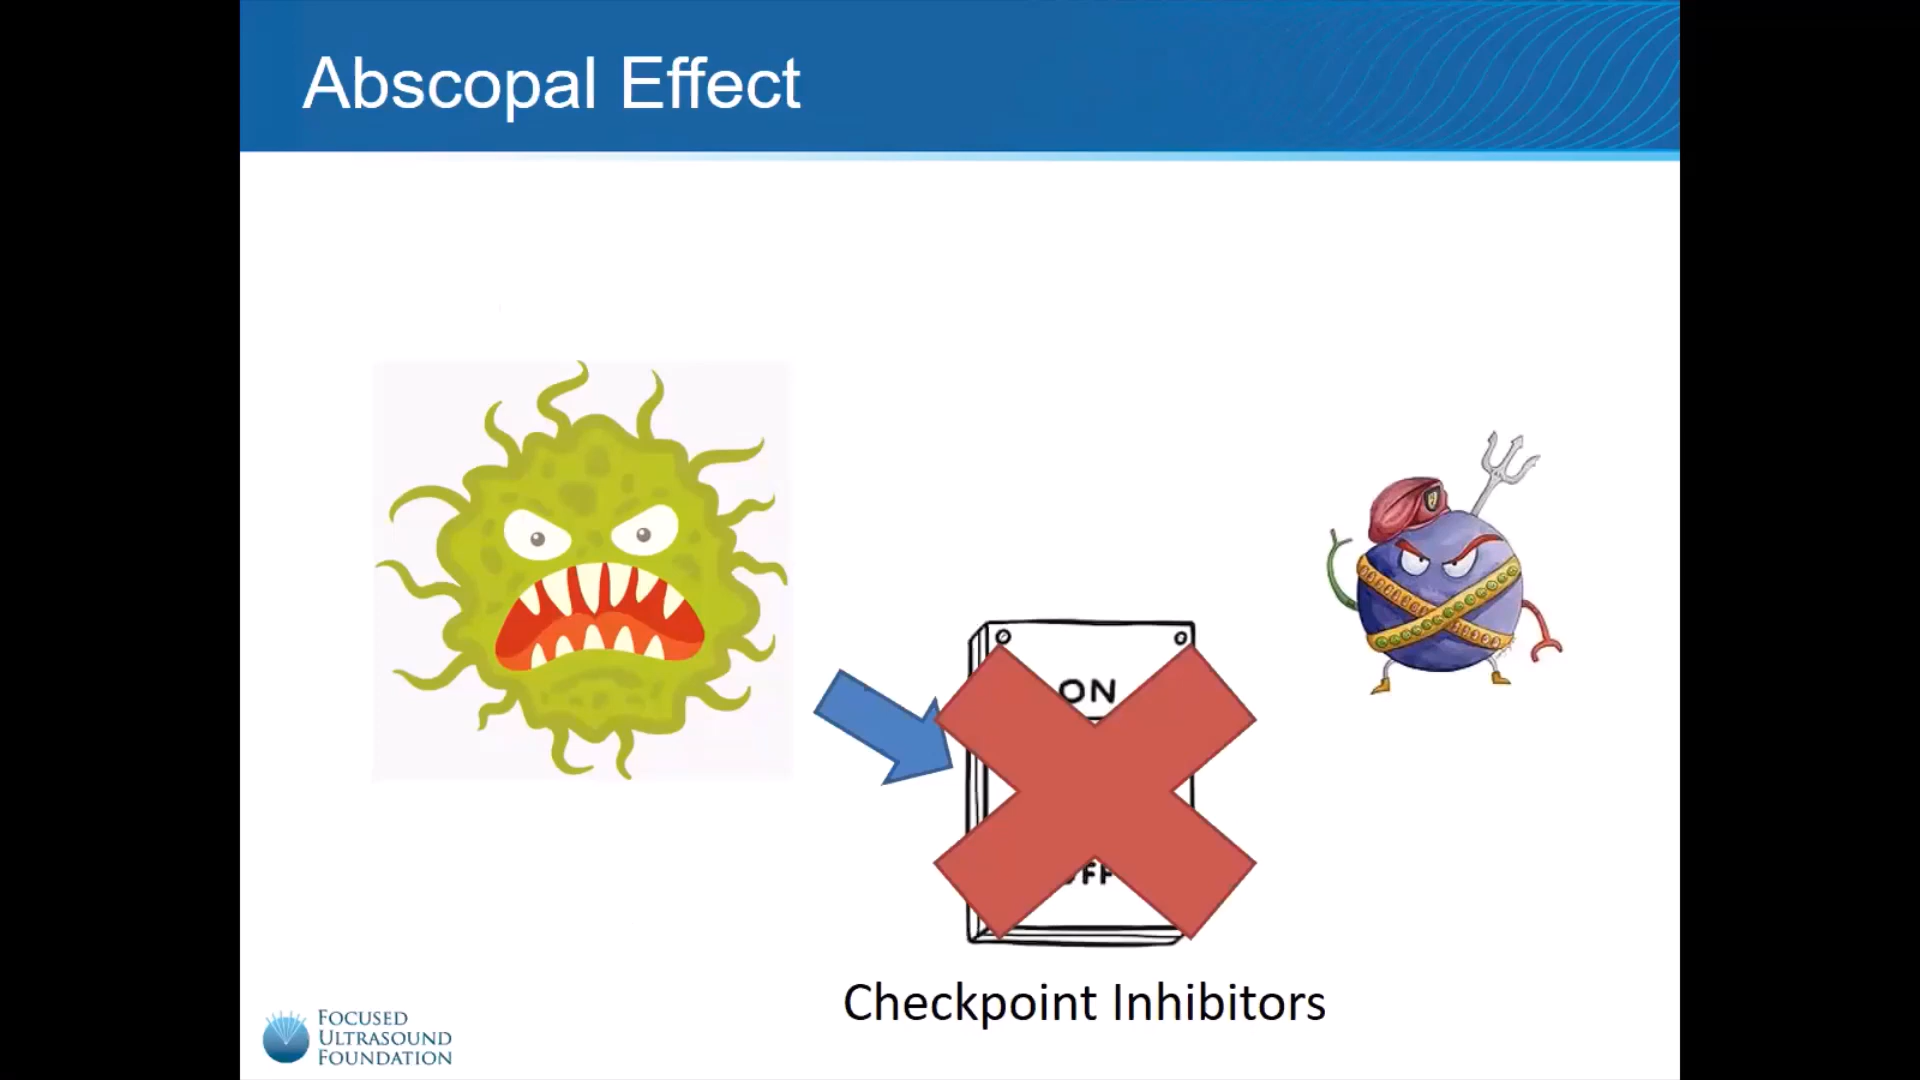 Abscopal Effect
ON
Checkpoint Inhibitors
FOCUSED
ULTRASOUND
FOUNDATION